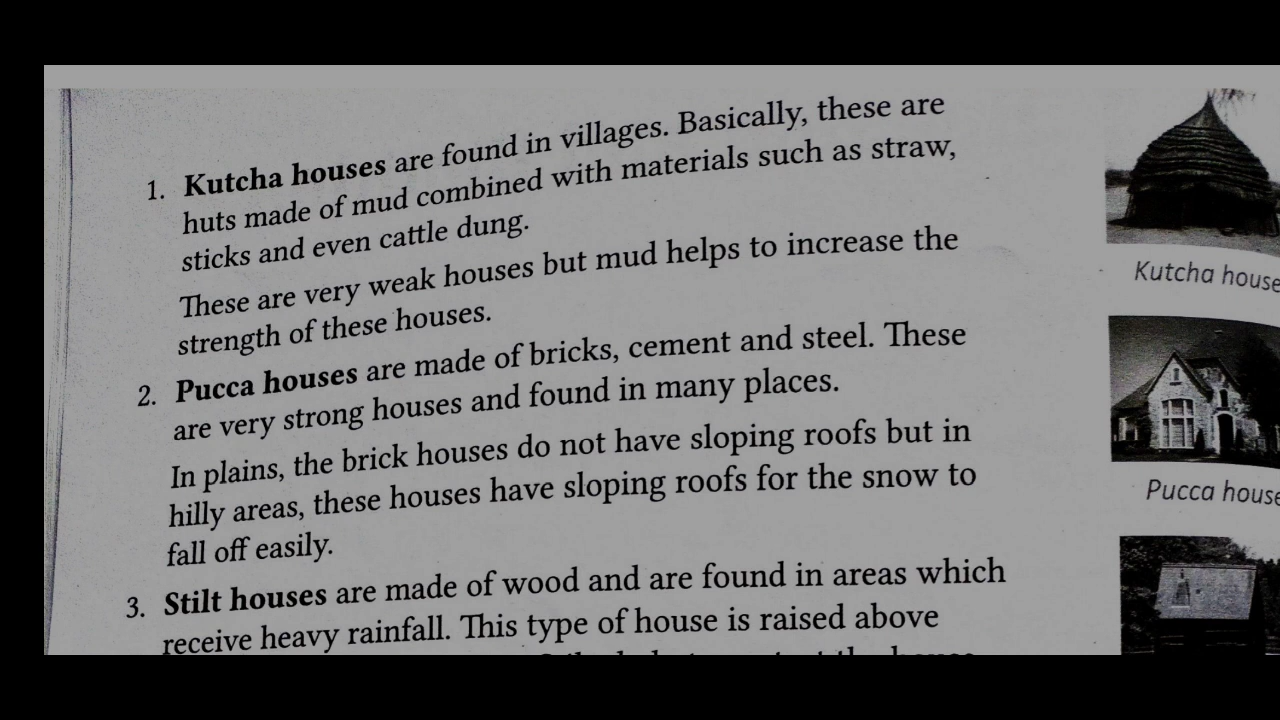 1. Kutcha houses are found in villages. Basically, these are
huts made of mud combined with materials such as straw,
sticks and even cattle dung.
These are very weak houses but mud helps to increase the
strength of these houses.
2. Pucca houses are made of bricks, cement and steel. These
are very strong houses and found in many places.
In plains, the brick houses do not have sloping roofs but in
hilly areas, these houses have sloping roofs for the snow to
fall off easily.
3. Stilt houses are made of wood and are found in areas which
receive heavy rainfall. This type of house is raised above
Kutcha house
Pucca house